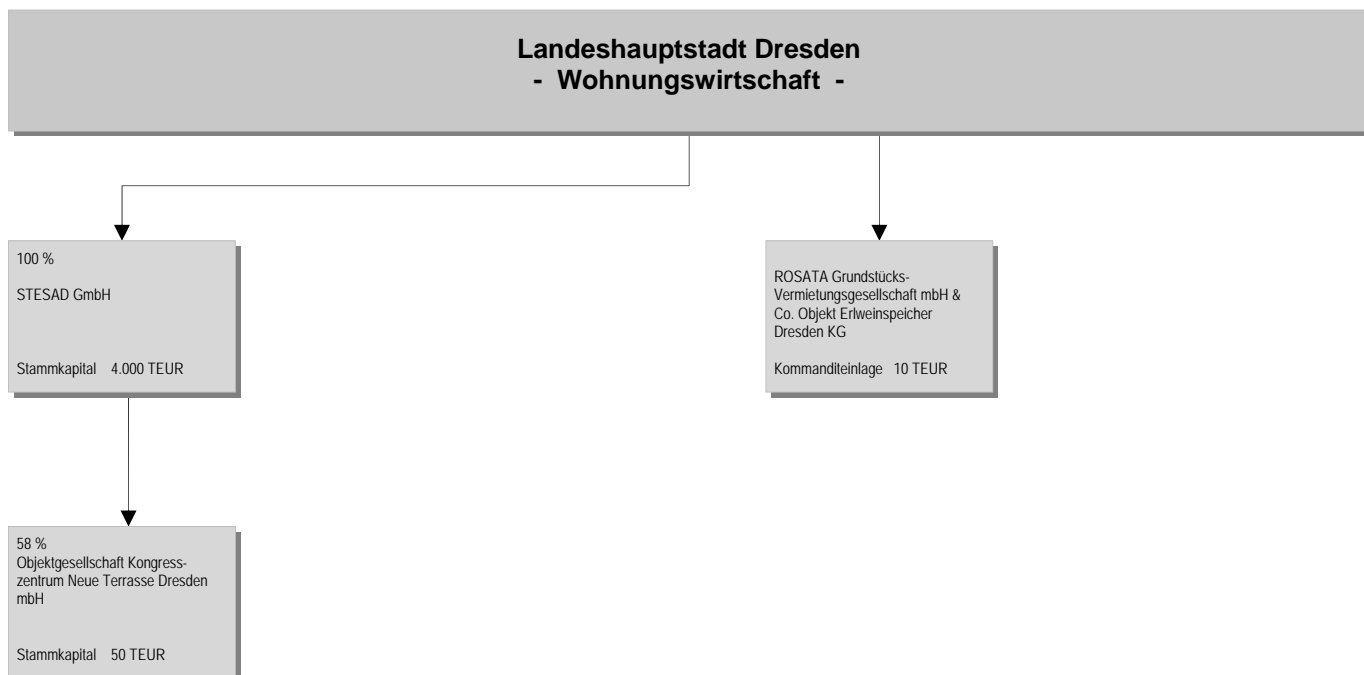 Landeshauptstadt Dresden
- Wohnungswirtschaft -
100 %
STESAD GmbH
Stammkapital 4.000 TEUR
ROSATA Grundstücks-
Vermietungsgesellschaft mbH &
Co. Objekt Erlweinspeicher
Dresden KG
Kommanditeinlage 10 TEUR
58 %
Objektgesellschaft Kongress-
zentrum Neue Terrasse Dresden
mbH
Stammkapital 50 TEUR